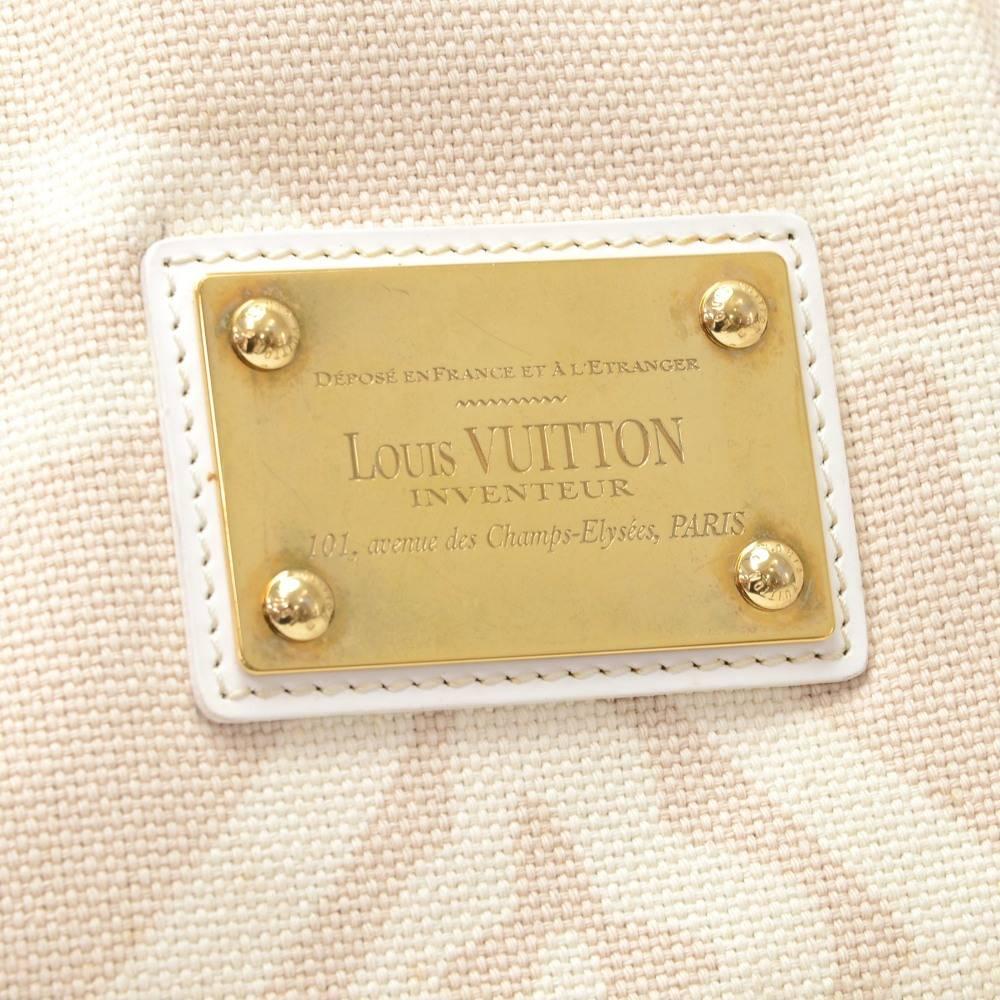 DÉPOSÉ EN FRANCE ET À L'ETRANGER
LOUIS VUITTON
INVENTEUR
101, avenue des Champs-Elysées, PARIS